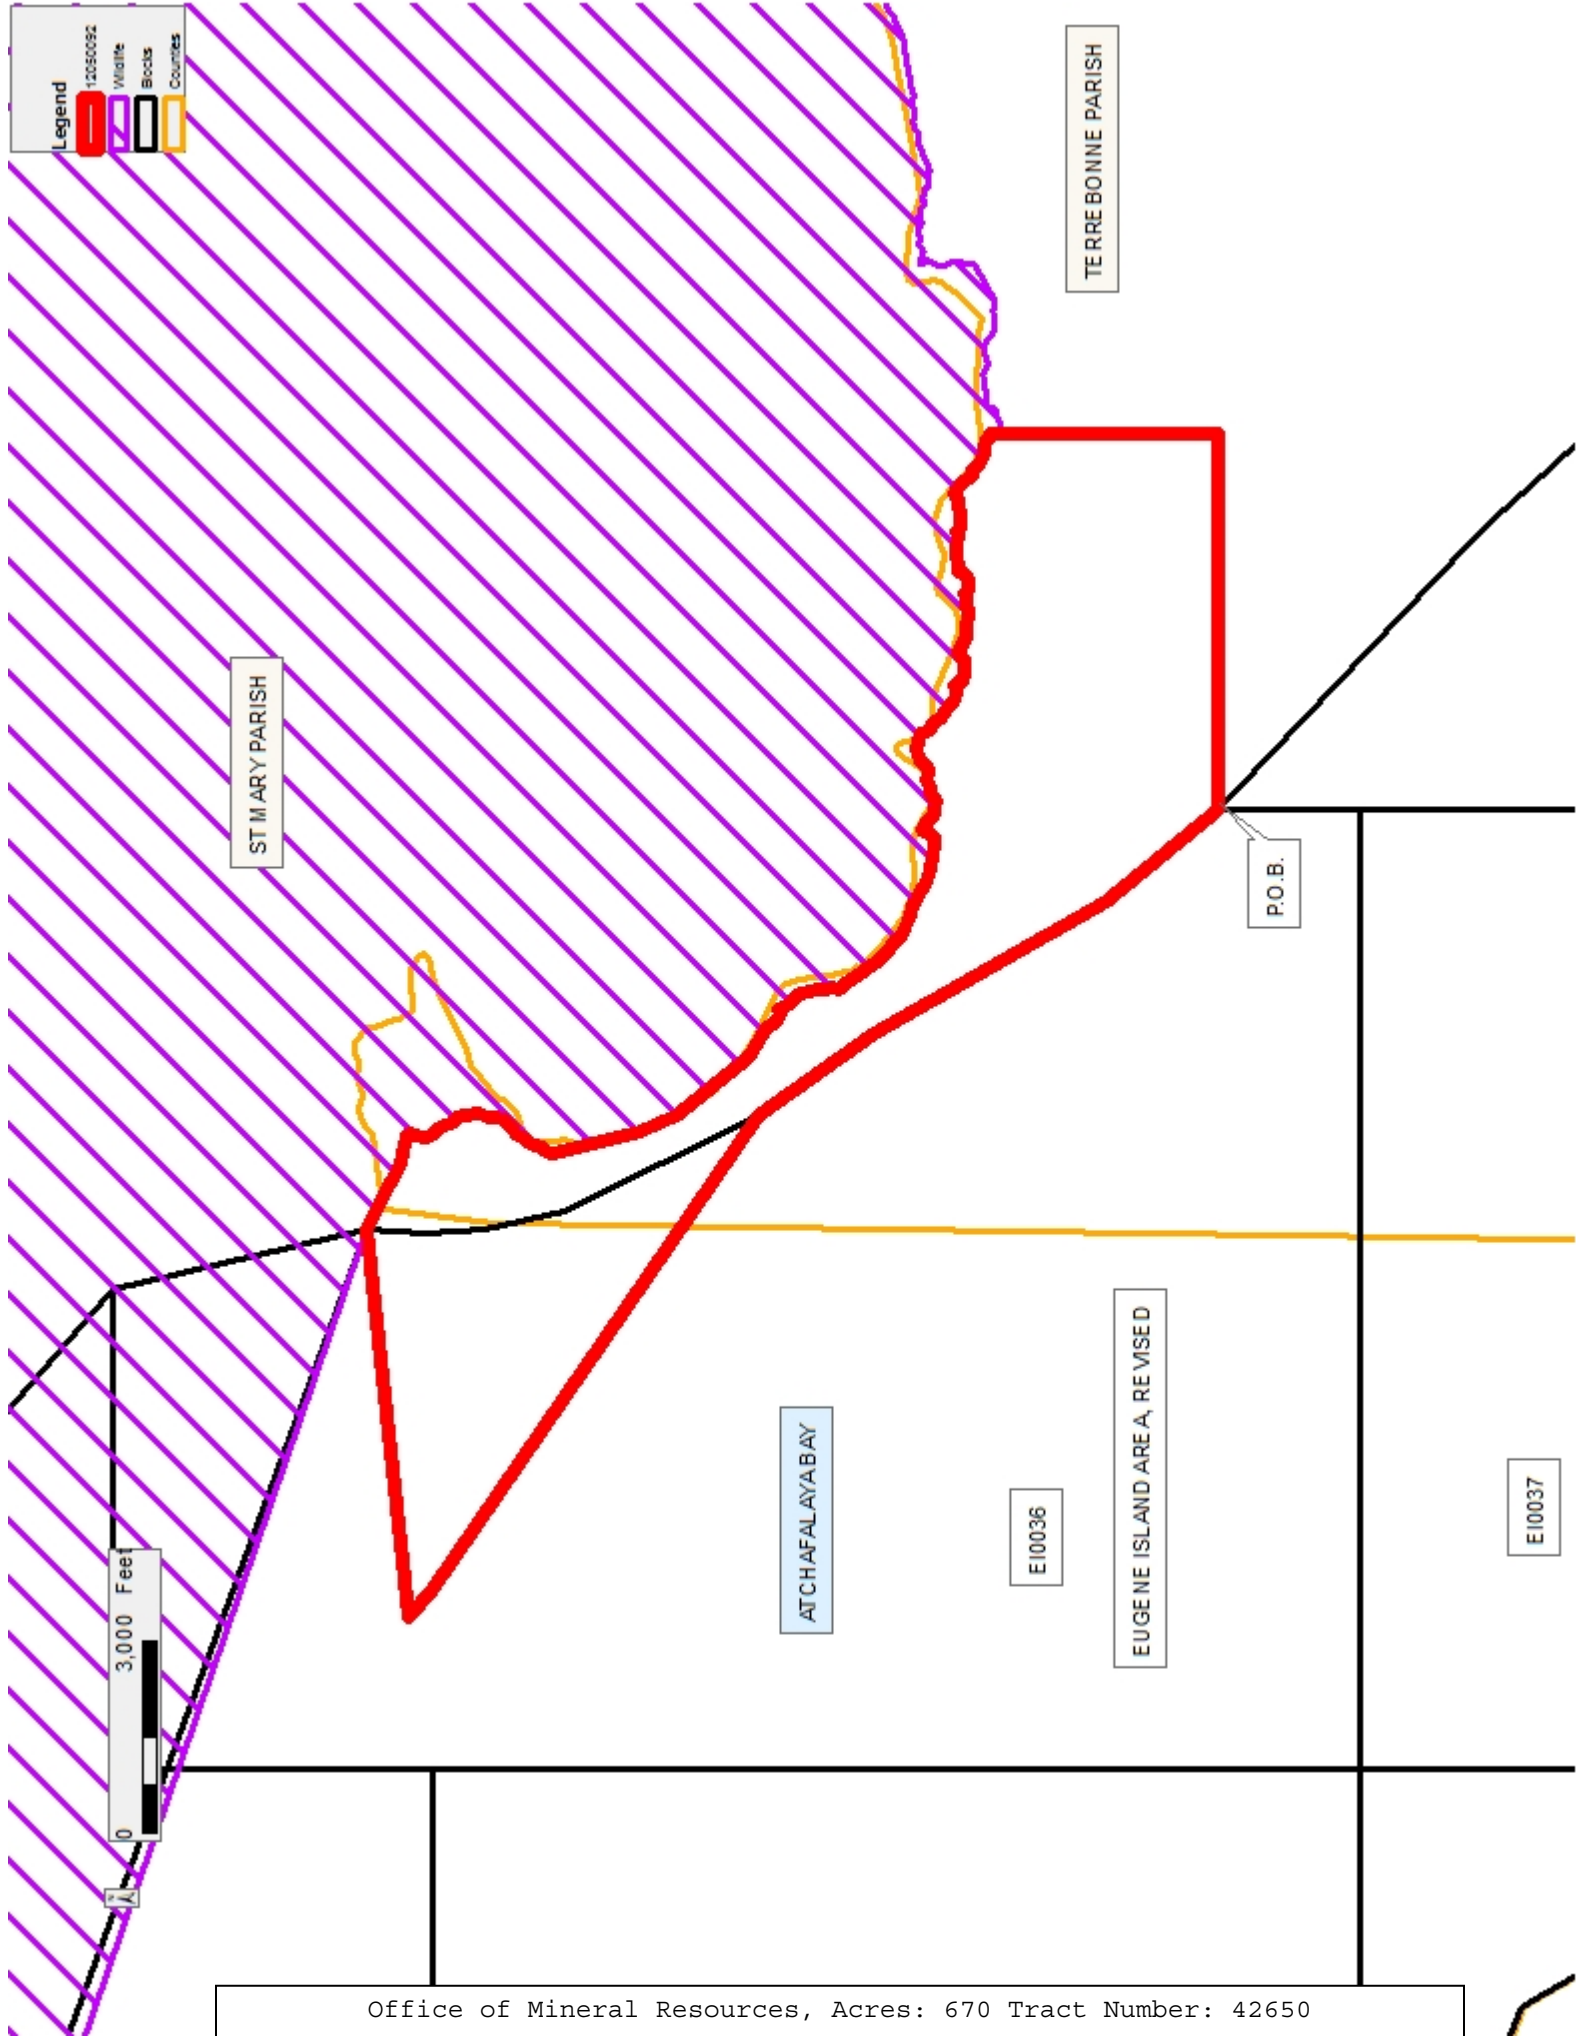 Legend
12050092
Wildlife
Blocks
Counties
TERREBONNE PARISH
ST MARY PARISH
P.O.B.
ATCHAFALAYA BAY
EI0036
EUGENE ISLAND AREA, REVISED
EI0037
0 3,000 Feet
Office of Mineral Resources, Acres: 670 Tract Number: 42650